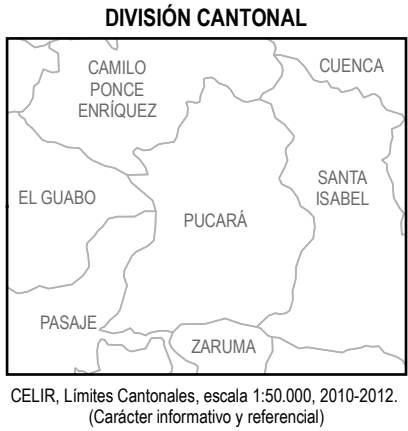 DIVISIÓN CANTONAL
CAMILO
PONCE
ENRÍQUEZ
CUENCA
EL GUABO
PUCARÁ
SANTA
ISABEL
PASAJE
ZARUMA
CELIR, Límites Cantonales, escala 1:50.000, 2010-2012.
(Carácter informativo y referencial)